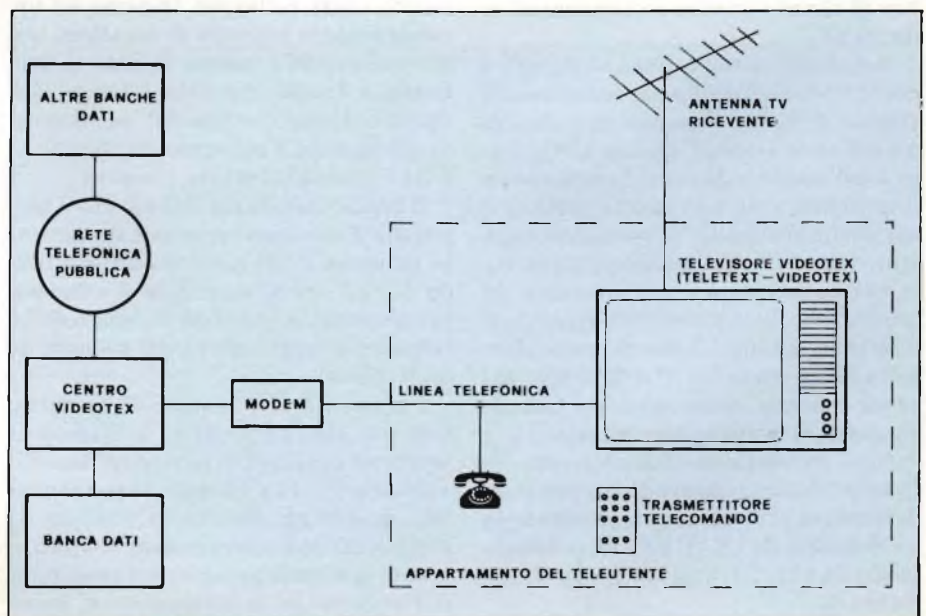 ALTRE BANCHE
DATI
ANTENNA TV
RICEVENTE
RETE
TELEFONICA
PUBBLICA
TELEVISORE VIDEOTEX
(TELETEXT – VIDEOTEX)
CENTRO
VIDEOTEX
MODEM
LINEA TELEFONICA
TRASMETTITORE
TELECOMANDO
BANCA DATI
APPARTAMENTO DEL TELEUTENTE